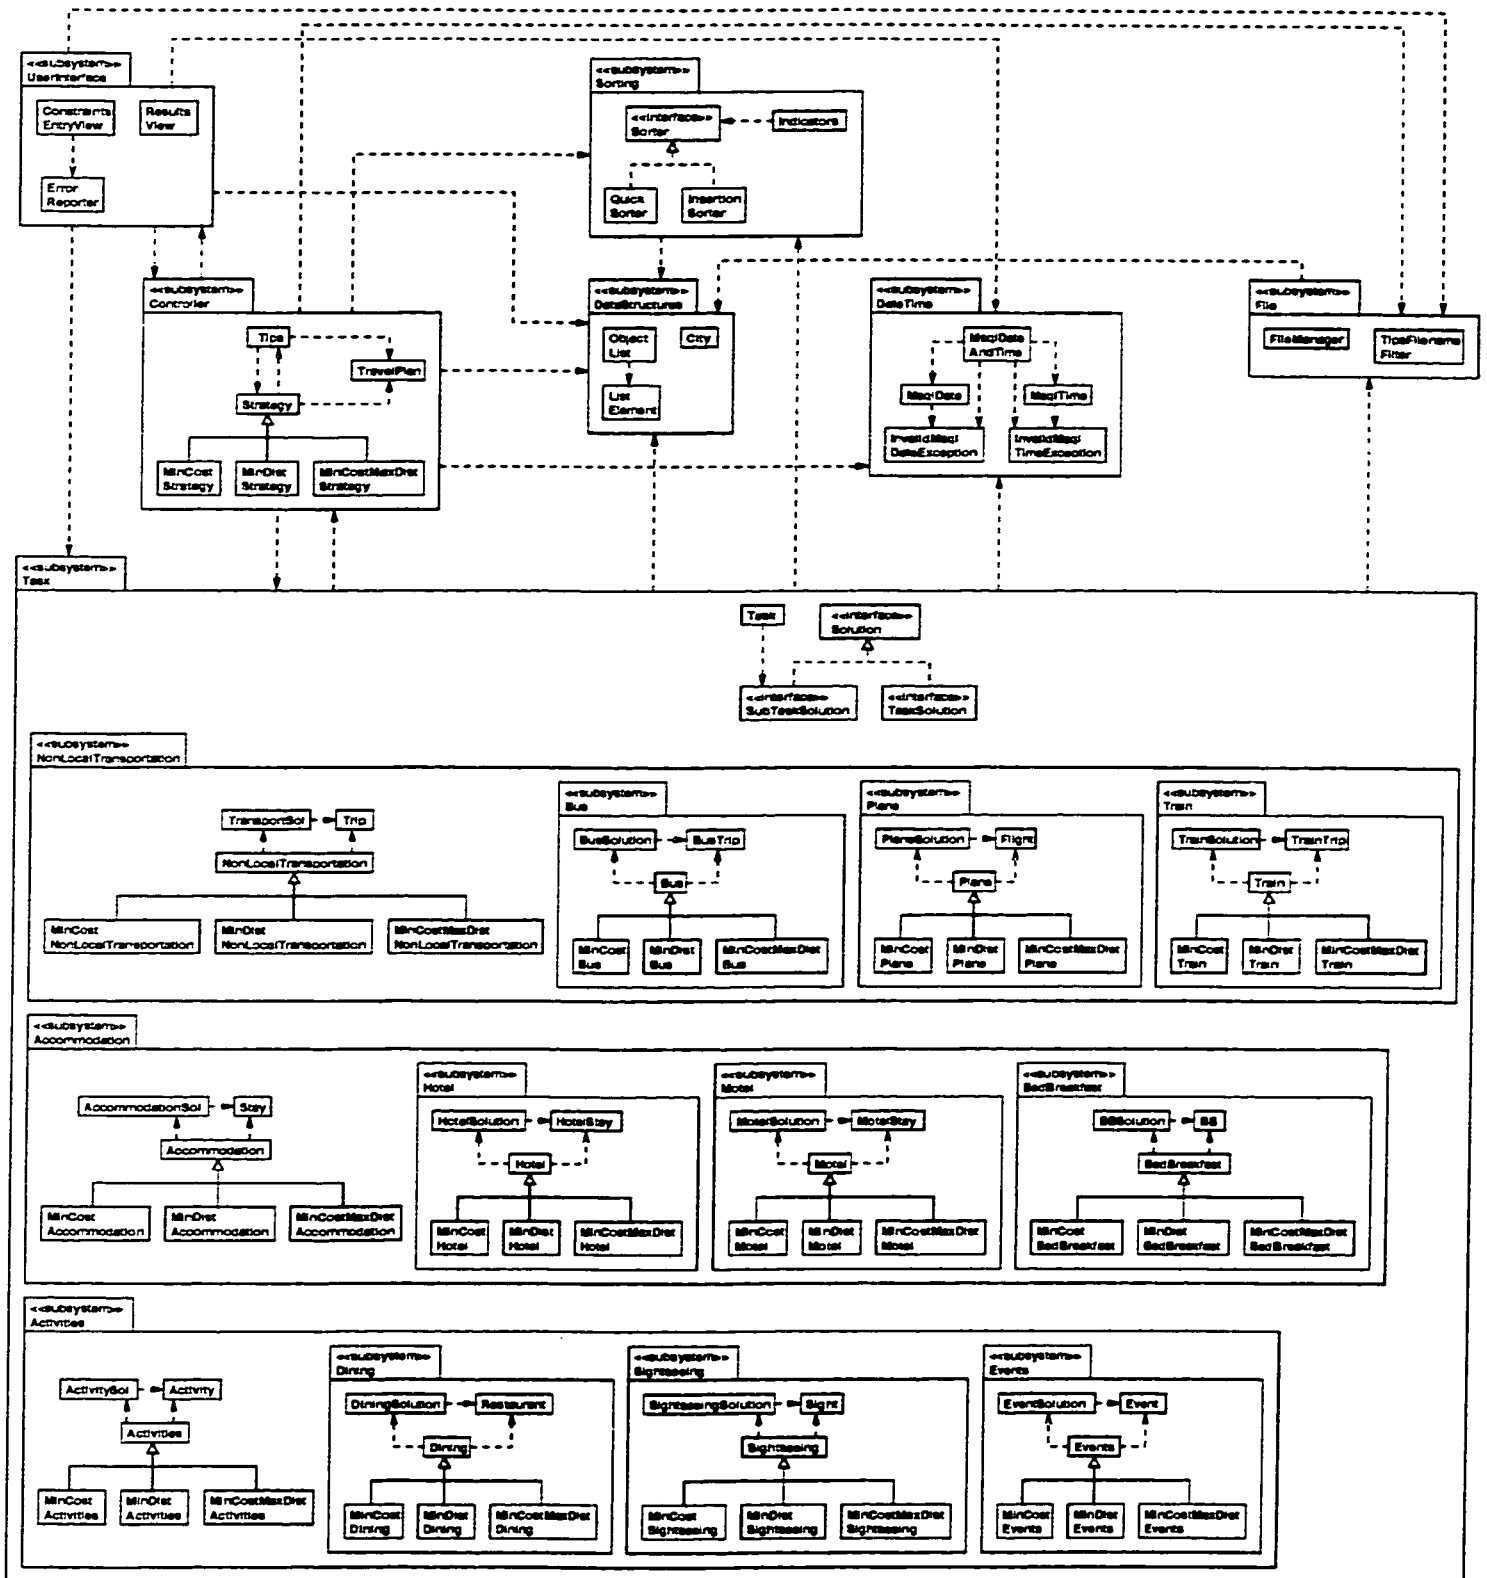 <<subsystem>>
UserInterface
Constraints
EntryView
Results
View
Error
Reporter
<<subsystem>>
Sorting
<<interface>>
Sorter
Indicators
Quick
Sorter
Insertion
Sorter
<<subsystem>>
Controller
Tips
TravelPlan
Strategy
MinCost
Strategy
MinDist
Strategy
MinCostMaxDist
Strategy
<<subsystem>>
DataStructures
Object
List
City
List
Element
<<subsystem>>
DateTime
MsqlDate
AndTime
MsqlDate
MsqlTime
InvalidMsql
DateException
InvalidMsql
TimeException
<<subsystem>>
File
FileManager
TipsFilename
Filter
<<subsystem>>
Task
Task
<<interface>>
Solution
<<interface>>
SubTaskSolution
<<interface>>
TaskSolution
<<subsystem>>
NonLocalTransportation
TransportSol
Trip
NonLocalTransportation
MinCost
NonLocalTransportation
MinDist
NonLocalTransportation
MinCostMaxDist
NonLocalTransportation
<<subsystem>>
Bus
BusSolution
BusTrip
Bus
MinCost
Bus
MinDist
Bus
MinCostMaxDist
Bus
<<subsystem>>
Plane
PlaneSolution
Flight
Plane
MinCost
Plane
MinDist
Plane
MinCostMaxDist
Plane
<<subsystem>>
Train
TrainSolution
TrainTrip
Train
MinCost
Train
MinDist
Train
MinCostMaxDist
Train
<<subsystem>>
Accommodation
AccommodationSol
Stay
Accommodation
MinCost
Accommodation
MinDist
Accommodation
MinCostMaxDist
Accommodation
<<subsystem>>
Hotel
HotelSolution
HotelStay
Hotel
MinCost
Hotel
MinDist
Hotel
MinCostMaxDist
Hotel
<<subsystem>>
Motel
MotelSolution
MotelStay
Motel
MinCost
Motel
MinDist
Motel
MinCostMaxDist
Motel
<<subsystem>>
BedBreakfast
BBSolution
BB
BedBreakfast
MinCost
BedBreakfast
MinDist
BedBreakfast
MinCostMaxDist
BedBreakfast
<<subsystem>>
Activities
ActivitySol
Activity
Activities
MinCost
Activities
MinDist
Activities
MinCostMaxDist
Activities
<<subsystem>>
Dining
DiningSolution
Restaurant
Dining
MinCost
Dining
MinDist
Dining
MinCostMaxDist
Dining
<<subsystem>>
Sightseeing
SightseeingSolution
Sight
Sightseeing
MinCost
Sightseeing
MinDist
Sightseeing
MinCostMaxDist
Sightseeing
<<subsystem>>
Events
EventSolution
Event
Events
MinCost
Events
MinDist
Events
MinCostMaxDist
Events